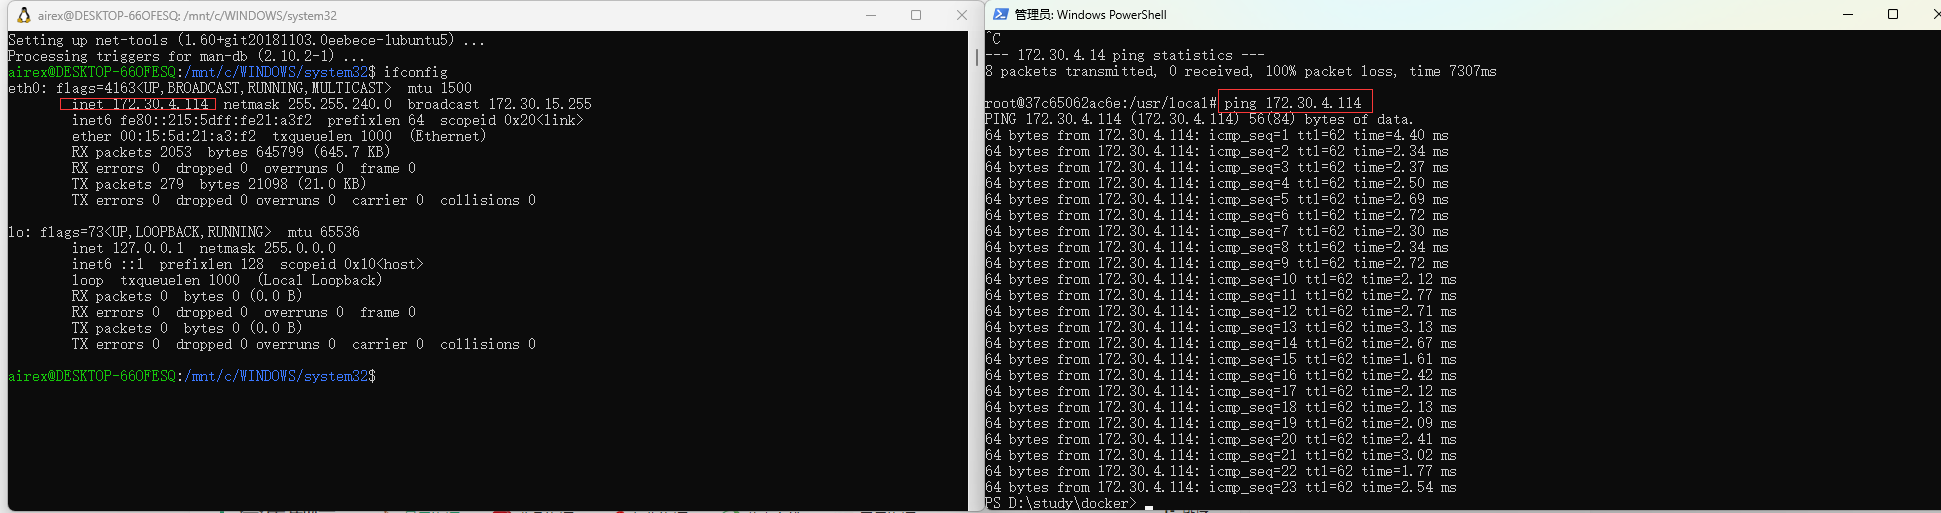 airex@DESKTOP-66OFESQ: /mnt/c/WINDOWS/system32
Setting up net-tools (1.60+git20181103.0eebece-1ubuntu5) ...
Processing triggers for man-db (2.10.2-1) ...
airex@DESKTOP-66OFESQ:/mnt/c/WINDOWS/system32$ ifconfig
eth0: flags=4163<UP,BROADCAST,RUNNING,MULTICAST>  mtu 1500
inet 172.30.4.114  netmask 255.255.240.0  broadcast 172.30.15.255
inet6 fe80::215:5dff:fe21:a3f2  prefixlen 64  scopeid 0x20<link>
ether 00:15:5d:21:a3:f2  txqueuelen 1000  (Ethernet)
RX packets 2053  bytes 645799 (645.7 KB)
RX errors 0  dropped 0  overruns 0  frame 0
TX packets 279  bytes 21098 (21.0 KB)
TX errors 0  dropped 0 overruns 0  carrier 0  collisions 0
lo: flags=73<UP,LOOPBACK,RUNNING>  mtu 65536
inet 127.0.0.1  netmask 255.0.0.0
inet6 ::1  prefixlen 128  scopeid 0x10<host>
loop  txqueuelen 1000  (Local Loopback)
RX packets 0  bytes 0 (0.0 B)
RX errors 0  dropped 0  overruns 0  frame 0
TX packets 0  bytes 0 (0.0 B)
TX errors 0  dropped 0 overruns 0  carrier 0  collisions 0
airex@DESKTOP-66OFESQ:/mnt/c/WINDOWS/system32$
管理员: Windows PowerShell
^C
--- 172.30.4.14 ping statistics ---
8 packets transmitted, 0 received, 100% packet loss, time 7307ms
root@37c65062ac6e:/usr/local# ping 172.30.4.114
PING 172.30.4.114 (172.30.4.114) 56(84) bytes of data.
64 bytes from 172.30.4.114: icmp_seq=1 ttl=62 time=4.40 ms
64 bytes from 172.30.4.114: icmp_seq=2 ttl=62 time=2.34 ms
64 bytes from 172.30.4.114: icmp_seq=3 ttl=62 time=2.37 ms
64 bytes from 172.30.4.114: icmp_seq=4 ttl=62 time=2.50 ms
64 bytes from 172.30.4.114: icmp_seq=5 ttl=62 time=2.69 ms
64 bytes from 172.30.4.114: icmp_seq=6 ttl=62 time=2.72 ms
64 bytes from 172.30.4.114: icmp_seq=7 ttl=62 time=2.30 ms
64 bytes from 172.30.4.114: icmp_seq=8 ttl=62 time=2.34 ms
64 bytes from 172.30.4.114: icmp_seq=9 ttl=62 time=2.72 ms
64 bytes from 172.30.4.114: icmp_seq=10 ttl=62 time=2.12 ms
64 bytes from 172.30.4.114: icmp_seq=11 ttl=62 time=2.77 ms
64 bytes from 172.30.4.114: icmp_seq=12 ttl=62 time=2.71 ms
64 bytes from 172.30.4.114: icmp_seq=13 ttl=62 time=3.13 ms
64 bytes from 172.30.4.114: icmp_seq=14 ttl=62 time=2.67 ms
64 bytes from 172.30.4.114: icmp_seq=15 ttl=62 time=1.61 ms
64 bytes from 172.30.4.114: icmp_seq=16 ttl=62 time=2.42 ms
64 bytes from 172.30.4.114: icmp_seq=17 ttl=62 time=2.12 ms
64 bytes from 172.30.4.114: icmp_seq=18 ttl=62 time=2.13 ms
64 bytes from 172.30.4.114: icmp_seq=19 ttl=62 time=2.09 ms
64 bytes from 172.30.4.114: icmp_seq=20 ttl=62 time=2.41 ms
64 bytes from 172.30.4.114: icmp_seq=21 ttl=62 time=3.02 ms
64 bytes from 172.30.4.114: icmp_seq=22 ttl=62 time=1.77 ms
64 bytes from 172.30.4.114: icmp_seq=23 ttl=62 time=2.54 ms
PS D:\study\docker>